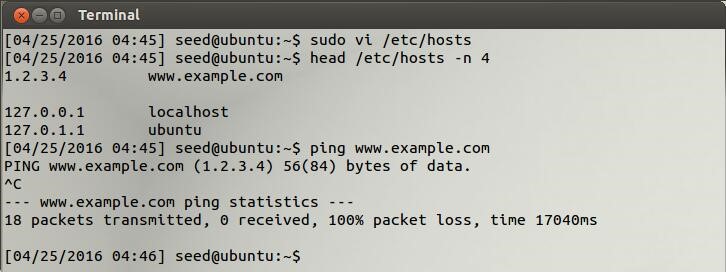 Terminal
[04/25/2016 04:45] seed@ubuntu:~$ sudo vi /etc/hosts
[04/25/2016 04:45] seed@ubuntu:~$ head /etc/hosts -n 4
1.2.3.4         www.example.com
127.0.0.1       localhost
127.0.1.1       ubuntu
[04/25/2016 04:45] seed@ubuntu:~$ ping www.example.com
PING www.example.com (1.2.3.4) 56(84) bytes of data.
^C
--- www.example.com ping statistics ---
18 packets transmitted, 0 received, 100% packet loss, time 17040ms
[04/25/2016 04:46] seed@ubuntu:~$